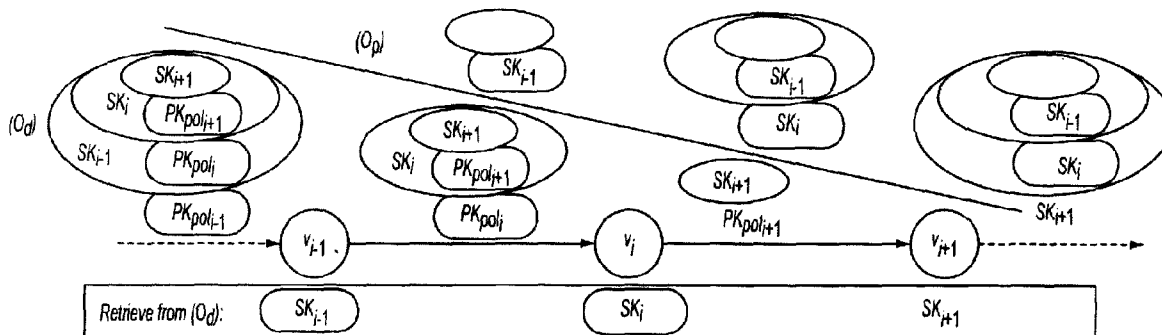 (O_d)
SK_{i+1}
SK_i
PK_{pol_{i+1}}
SK_{i-1}
PK_{pol_i}
PK_{pol_{i-1}}
(O_p)
SK_{i-1}
SK_{i+1}
SK_i
PK_{pol_{i+1}}
PK_{pol_i}
SK_{i-1}
SK_i
SK_{i+1}
PK_{pol_{i+1}}
SK_{i-1}
SK_i
SK_{i+1}
v_{i-1}
v_i
v_{i+1}
Retrieve from (O_d): SK_{i-1} SK_i SK_{i+1}